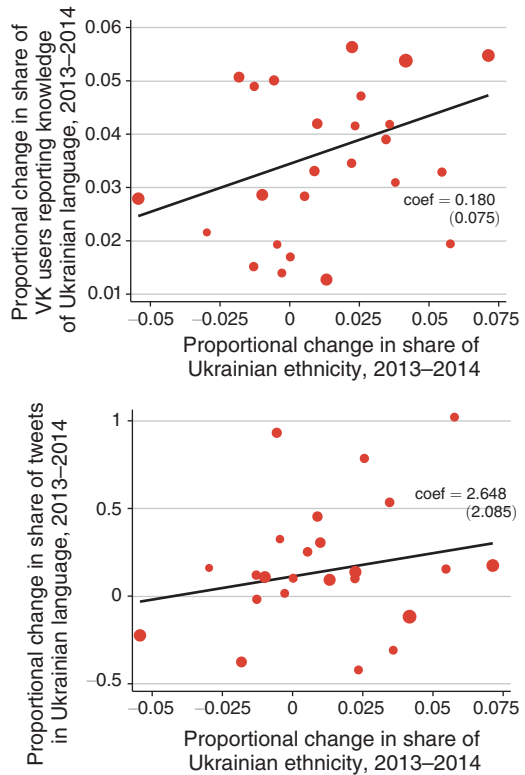 Proportional change in share of
VK users reporting knowledge
of Ukrainian language, 2013–2014
0.06
0.05
0.04
0.03
0.02
0.01
coef = 0.180
(0.075)
−0.05
−0.025
0
0.025
0.05
0.075
Proportional change in share of
Ukrainian ethnicity, 2013–2014
Proportional change in share of tweets
in Ukrainian language, 2013–2014
1
0.5
0
−0.5
coef = 2.648
(2.085)
−0.05
−0.025
0
0.025
0.05
0.075
Proportional change in share of
Ukrainian ethnicity, 2013–2014